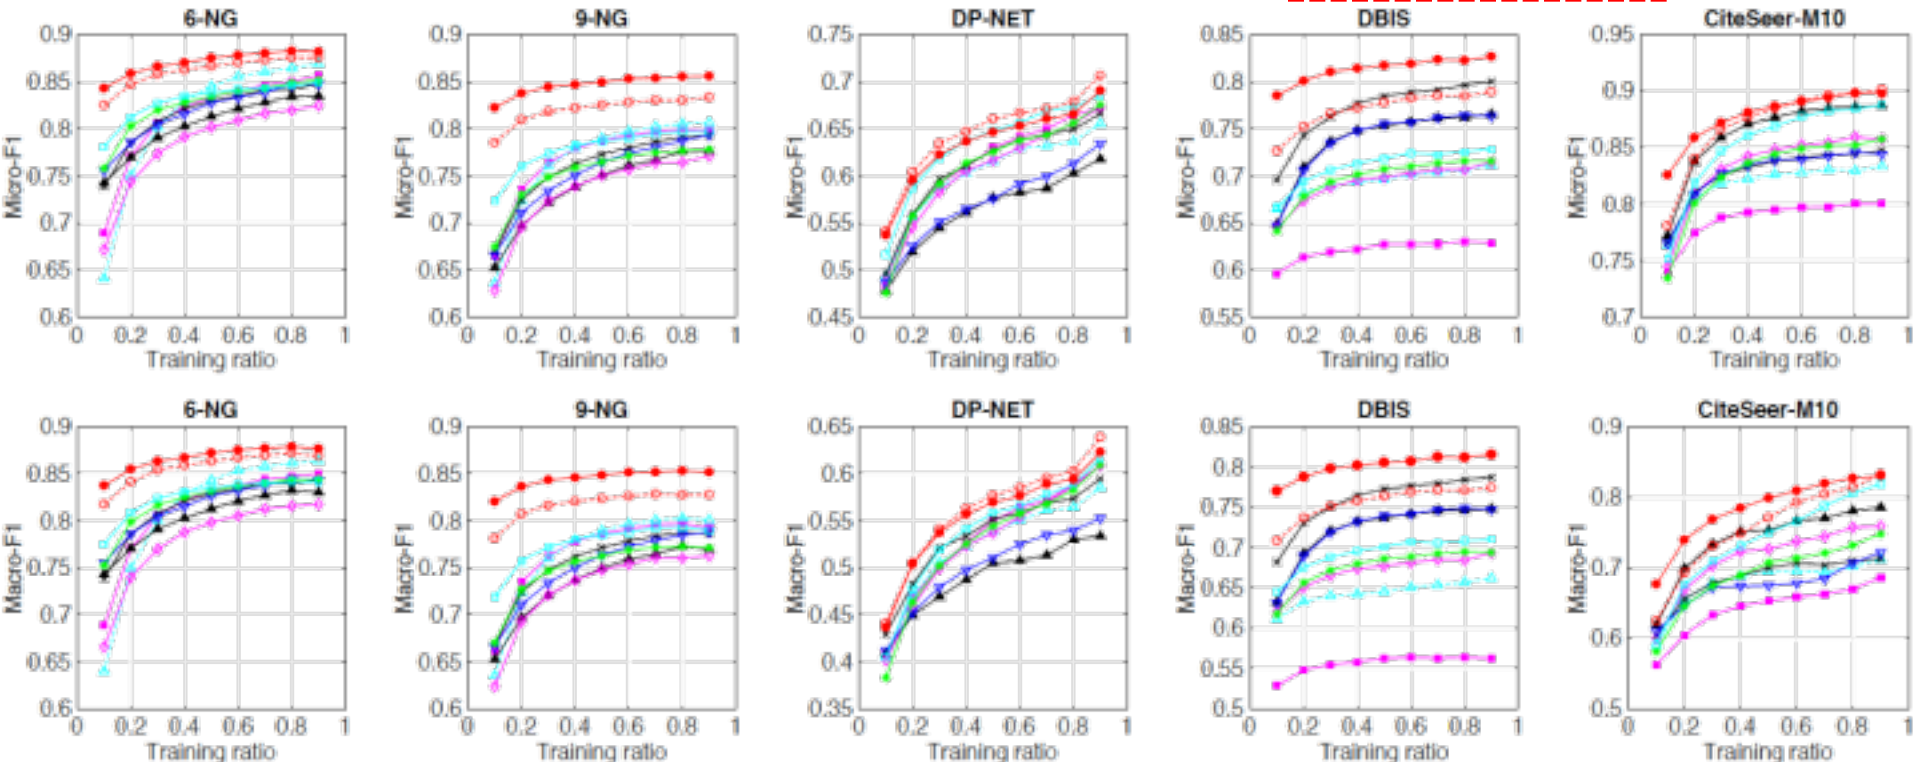 6-NG 9-NG DP-NET DBIS CiteSeer-M10
0.9 0.9 0.75 0.85 0.95
0.85 0.85 0.7 0.8 0.9
0.8 0.8 0.65 0.75 0.85
0.75 0.75 0.6 0.7 0.8
0.7 0.7 0.55 0.65 0.75
0.65 0.65 0.5 0.6 0.7
0.6 0.6 0.45 0.55
Micro-F1 Micro-F1 Micro-F1 Micro-F1 Micro-F1
0 0.2 0.4 0.6 0.8 1 0 0.2 0.4 0.6 0.8 1 0 0.2 0.4 0.6 0.8 1 0 0.2 0.4 0.6 0.8 1 0 0.2 0.4 0.6 0.8 1
Training ratio Training ratio Training ratio Training ratio Training ratio
6-NG 9-NG DP-NET DBIS CiteSeer-M10
0.9 0.9 0.65 0.85 0.9
0.85 0.85 0.6 0.8 0.8
0.8 0.8 0.55 0.75 0.7
0.75 0.75 0.5 0.7 0.6
0.7 0.7 0.45 0.65 0.5
0.65 0.65 0.4 0.6
0.6 0.6 0.35 0.55
0.5
Macro-F1 Macro-F1 Macro-F1 Macro-F1 Macro-F1
0 0.2 0.4 0.6 0.8 1 0 0.2 0.4 0.6 0.8 1 0 0.2 0.4 0.6 0.8 1 0 0.2 0.4 0.6 0.8 1 0 0.2 0.4 0.6 0.8 1
Training ratio Training ratio Training ratio Training ratio Training ratio